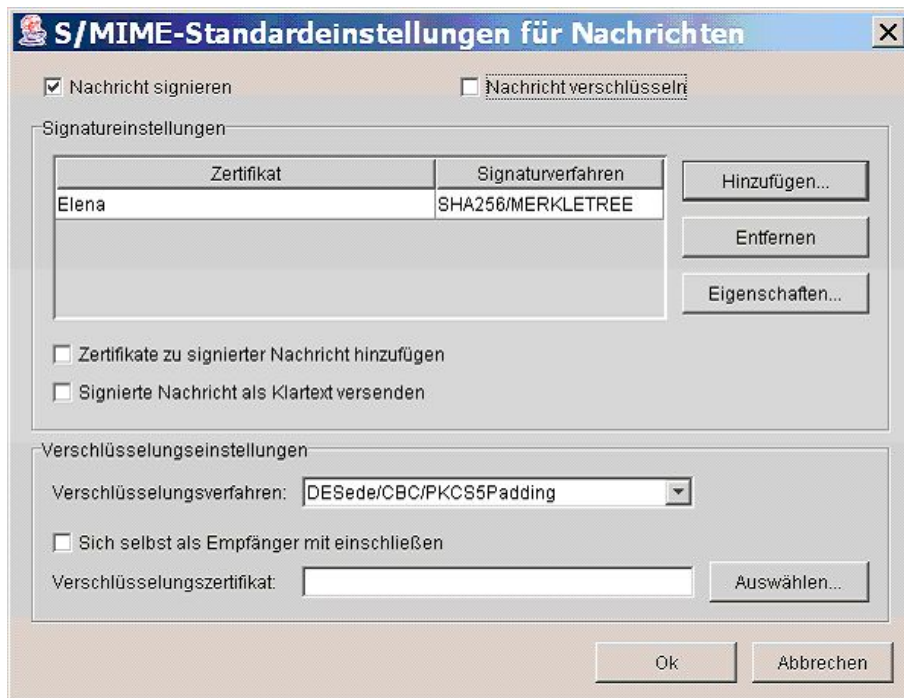 S/MIME-Standardeinstellungen für Nachrichten
Nachricht signieren Nachricht verschlüsseln
Signatureinstellungen
Zertifikat Signaturverfahren
Hinzufügen...
Elena SHA256/MERKLETREE
Entfernen
Eigenschaften...
Zertifikate zu signierter Nachricht hinzufügen
Signierte Nachricht als Klartext versenden
Verschlüsselungseinstellungen
Verschlüsselungsverfahren: DESede/CBC/PKCS5Padding
Sich selbst als Empfänger mit einschließen
Verschlüsselungszertifikat: Auswählen...
Ok Abbrechen